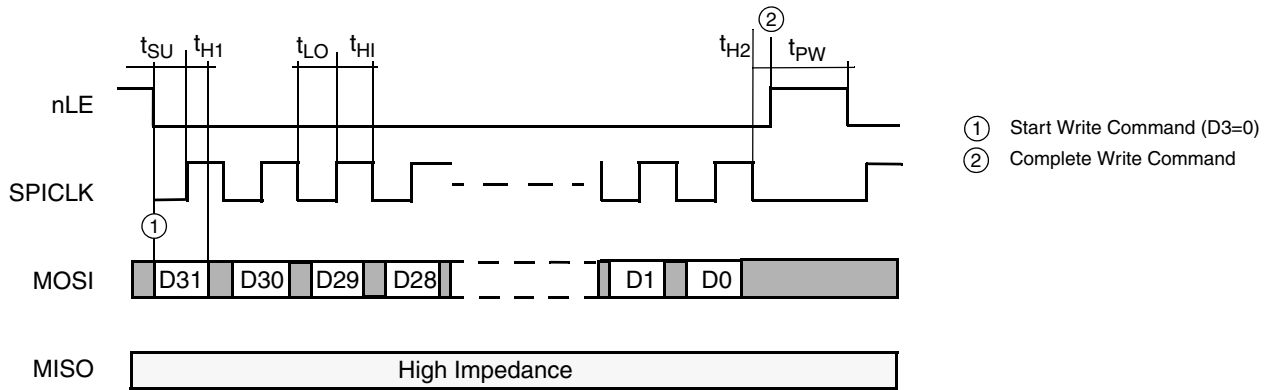 tSU tH1 tLO tHI tH2 2 tPW
nLE
1 Start Write Command (D3=0)
2 Complete Write Command
SPICLK
1
MOSI D31 D30 D29 D28 D1 D0
MISO High Impedance